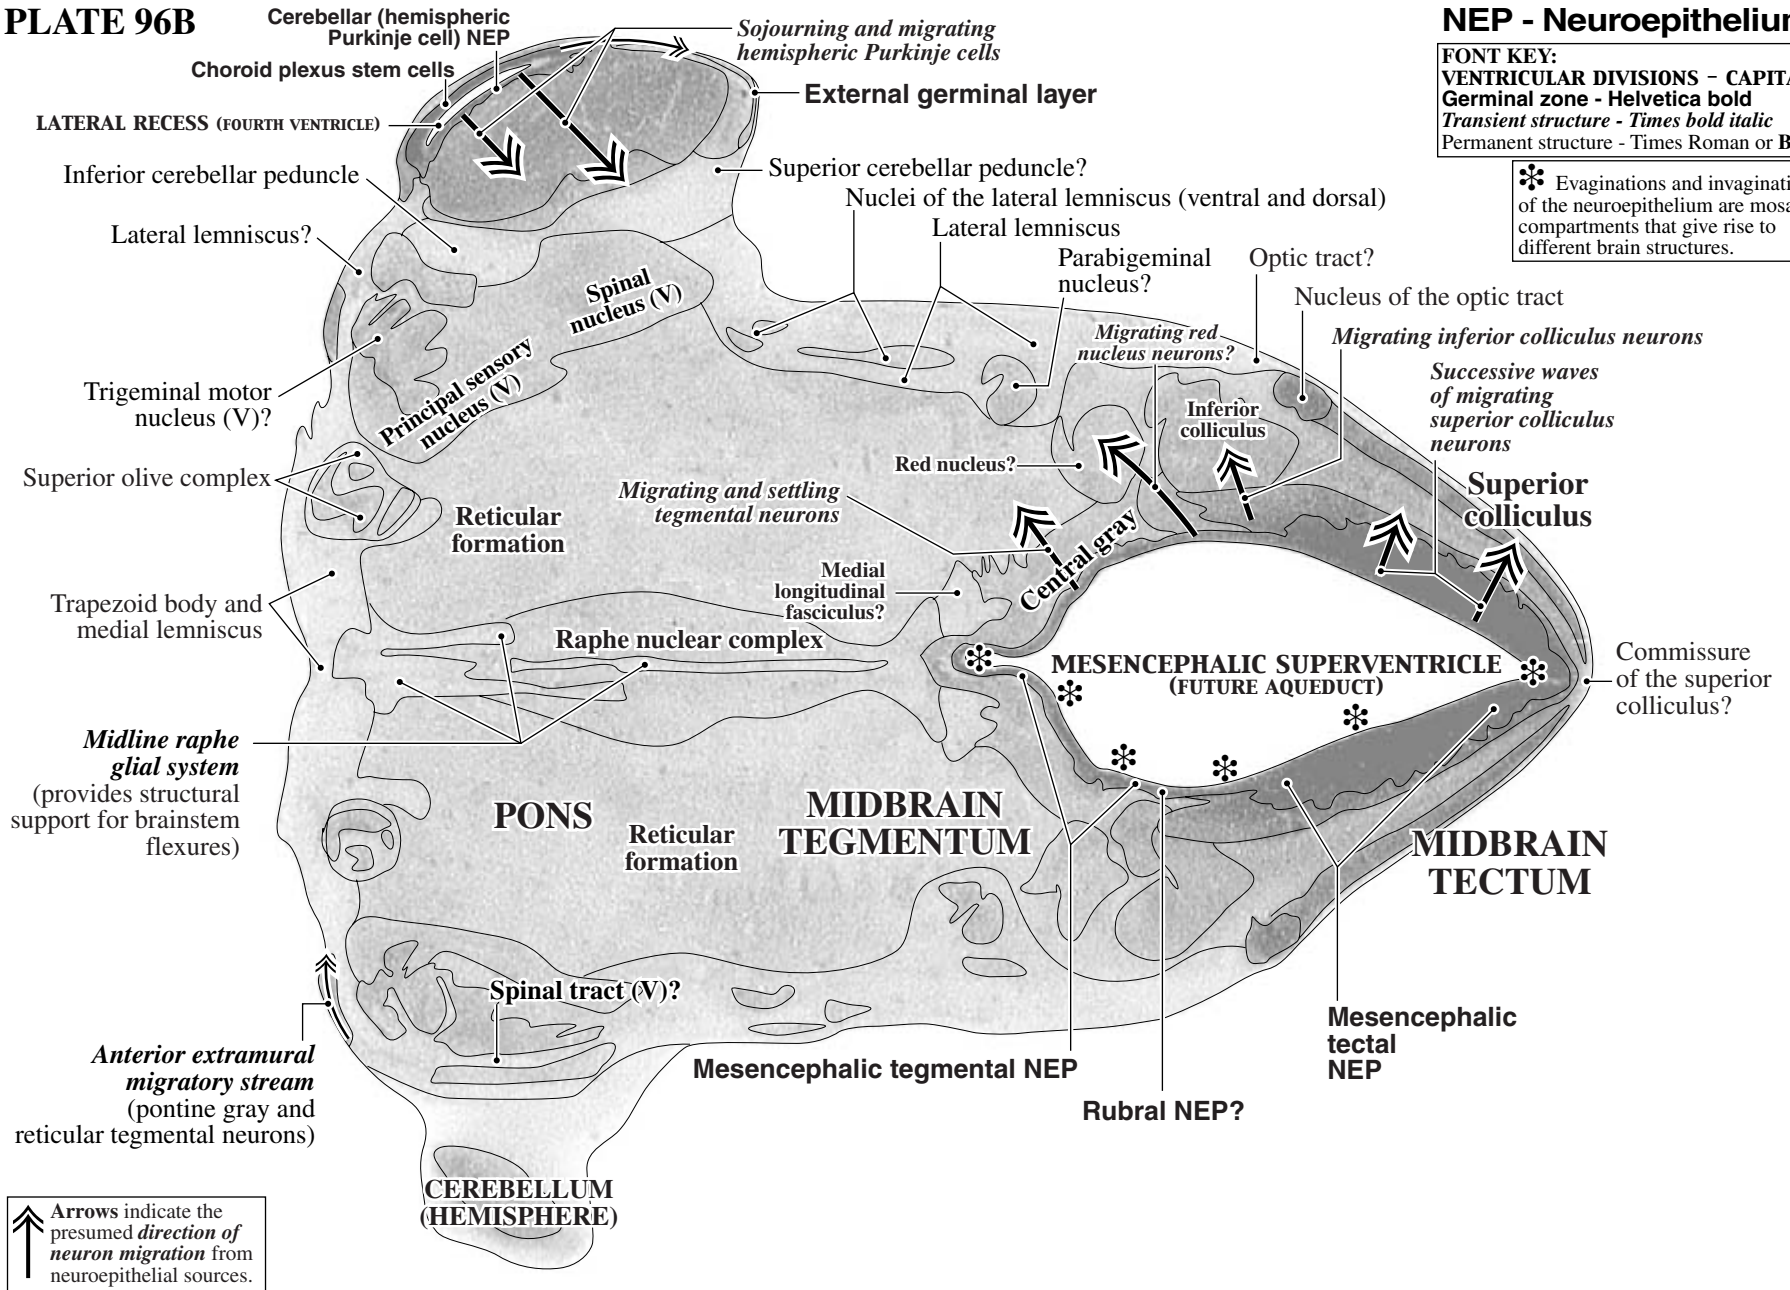 PLATE 96B
Cerebellar (hemispheric
Purkinje cell) NEP
Choroid plexus stem cells
LATERAL RECESS (FOURTH VENTRICLE)
Sojourning and migrating
hemispheric Purkinje cells
External germinal layer
NEP - Neuroepithelium
FONT KEY:
VENTRICULAR DIVISIONS – CAPITA
Germinal zone - Helvetica bold
Transient structure - Times bold italic
Permanent structure - Times Roman or B
✻ Evaginations and invaginati
of the neuroepithelium are mosa
compartments that give rise to
different brain structures.
Inferior cerebellar peduncle
Lateral lemniscus?
Superior cerebellar peduncle?
Nuclei of the lateral lemniscus (ventral and dorsal)
Lateral lemniscus
Parabigeminal
nucleus?
Optic tract?
Nucleus of the optic tract
Migrating red
nucleus neurons?
Migrating inferior colliculus neurons
Successive waves
of migrating
superior colliculus
neurons
Spinal
nucleus (V)
Principal sensory
nucleus (V)
Trigeminal motor
nucleus (V)?
Superior olive complex
Inferior
colliculus
Red nucleus?
Superior
colliculus
Migrating and settling
tegmental neurons
Reticular
formation
Central gray
Medial
longitudinal
fasciculus?
Trapezoid body and
medial lemniscus
Raphe nuclear complex
MESENCEPHALIC SUPERVENTRICLE
(FUTURE AQUEDUCT)
Commissure
of the superior
colliculus?
Midline raphe
glial system
(provides structural
support for brainstem
flexures)
PONS
Reticular
formation
MIDBRAIN
TEGMENTUM
MIDBRAIN
TECTUM
Spinal tract (V)?
Anterior extramural
migratory stream
(pontine gray and
reticular tegmental neurons)
Mesencephalic tegmental NEP
Rubral NEP?
Mesencephalic
tectal
NEP
CEREBELLUM
(HEMISPHERE)
Arrows indicate the
presumed direction of
neuron migration from
neuroepithelial sources.